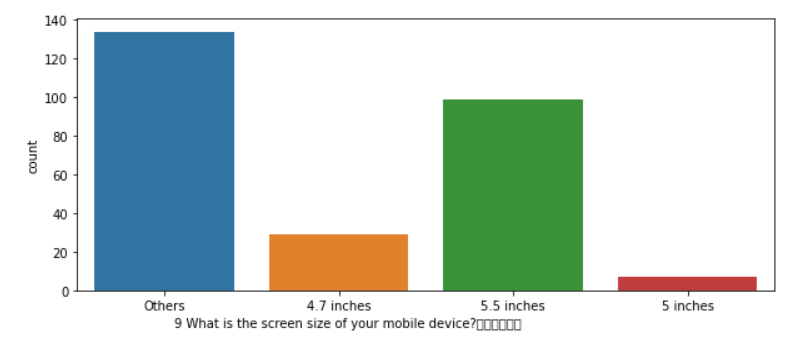 140
120
100
80
60
40
20
0
count
Others 4.7 inches 5.5 inches 5 inches
9 What is the screen size of your mobile device?